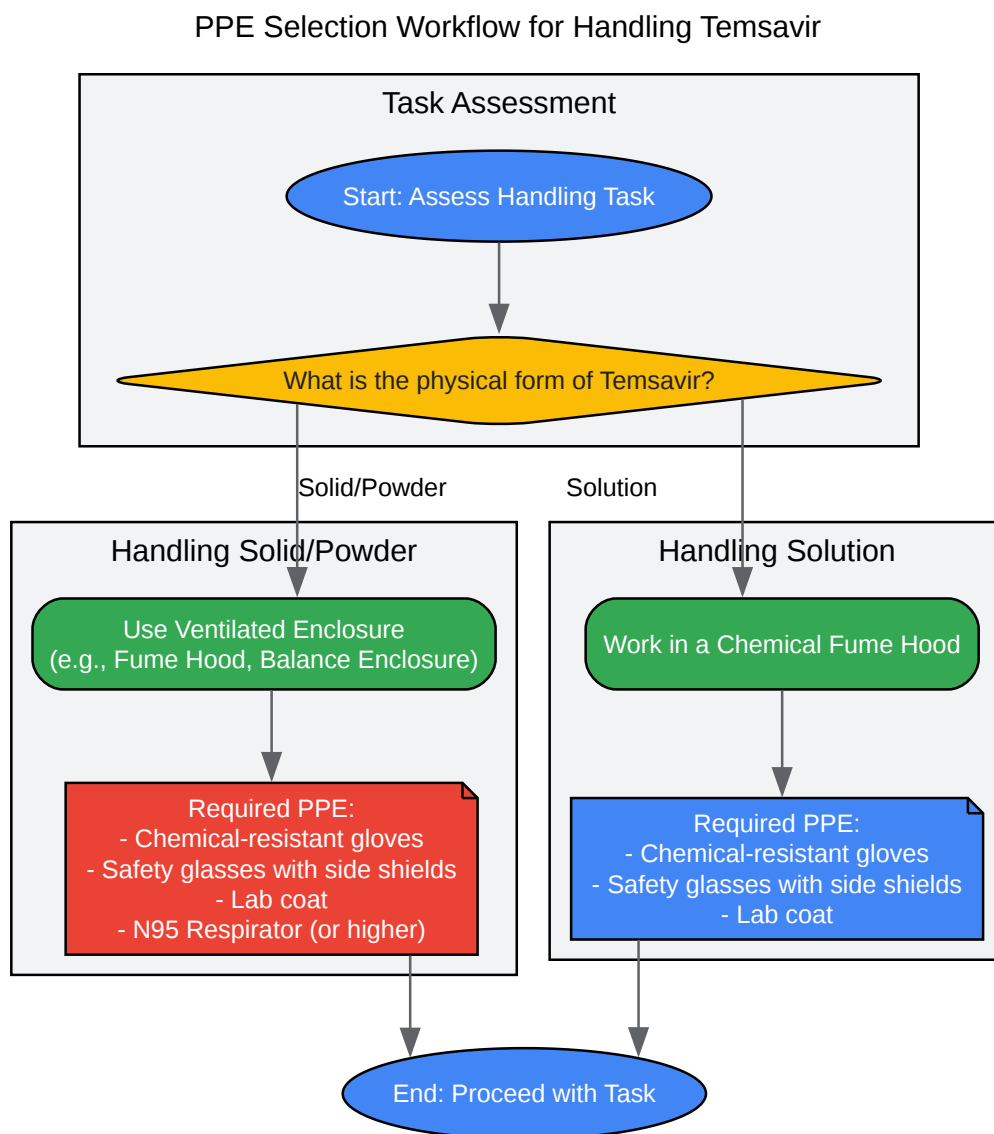 PPE Selection Workflow for Handling Temsavir
Task Assessment
Start: Assess Handling Task
What is the physical form of Temsavir?
Solid/Powder
Solution
Handling Solid/Powder
Use Ventilated Enclosure
(e.g., Fume Hood, Balance Enclosure)
Required PPE:
- Chemical-resistant gloves
- Safety glasses with side shields
- Lab coat
- N95 Respirator (or higher)
Handling Solution
Work in a Chemical Fume Hood
Required PPE:
- Chemical-resistant gloves
- Safety glasses with side shields
- Lab coat
End: Proceed with Task